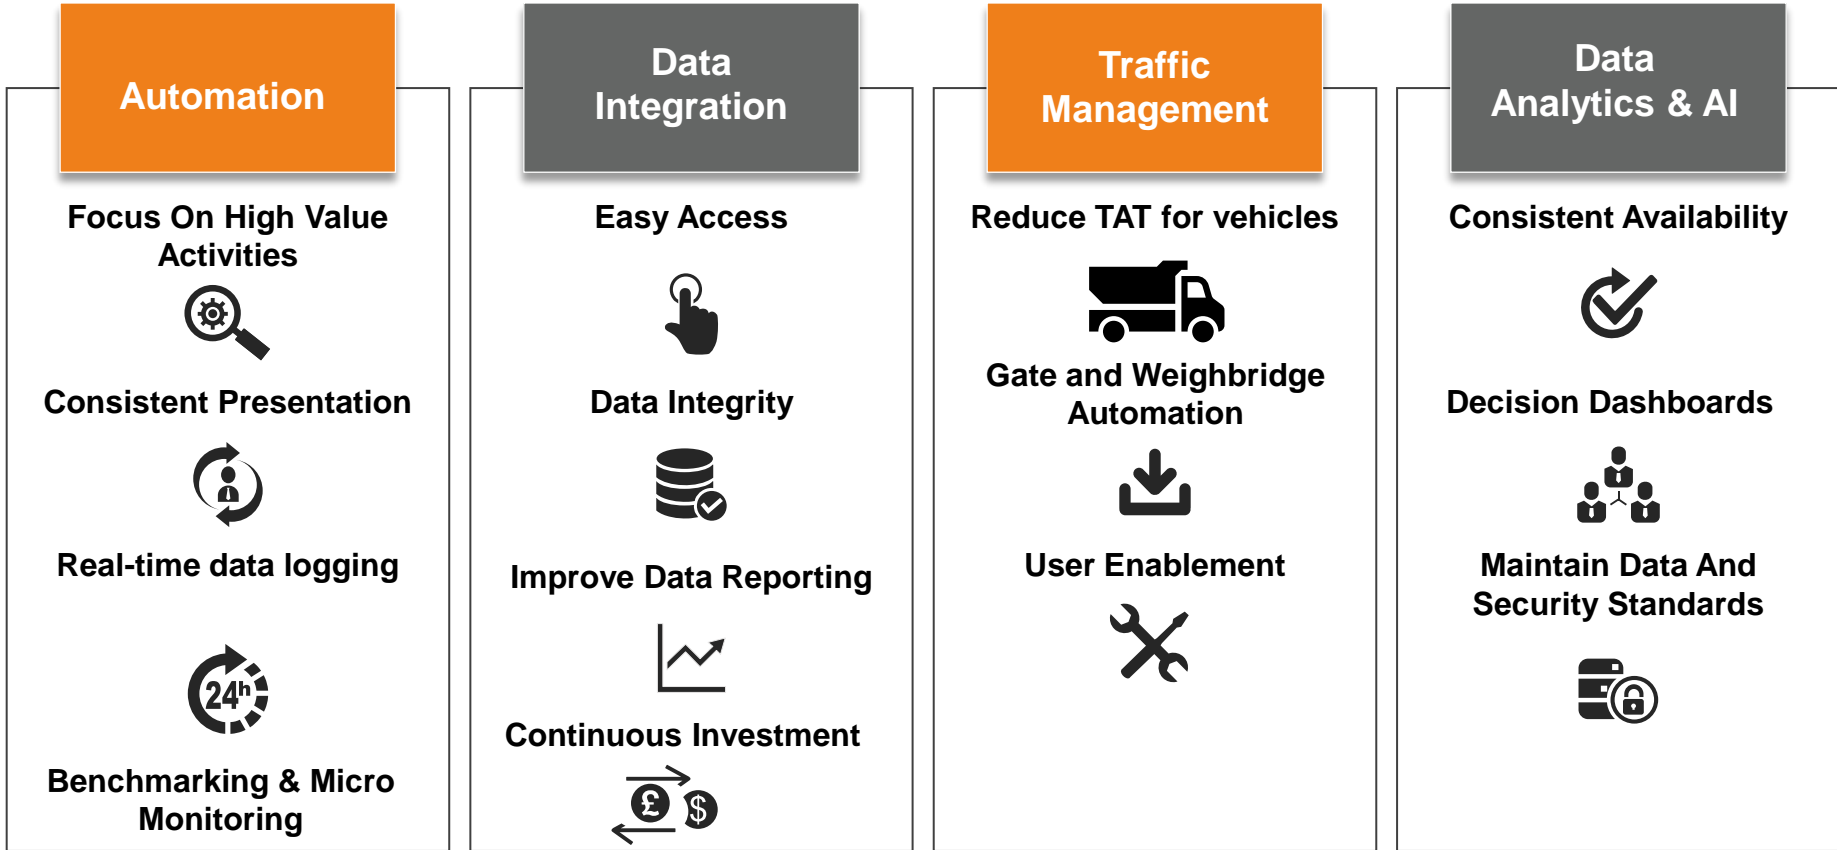 Automation
Focus On High Value
Activities
Consistent Presentation
Real-time data logging
24h
Benchmarking & Micro
Monitoring
Data
Integration
Easy Access
Data Integrity
Improve Data Reporting
Continuous Investment
£ $
Traffic
Management
Reduce TAT for vehicles
Gate and Weighbridge
Automation
User Enablement
Data
Analytics & AI
Consistent Availability
Decision Dashboards
Maintain Data And
Security Standards